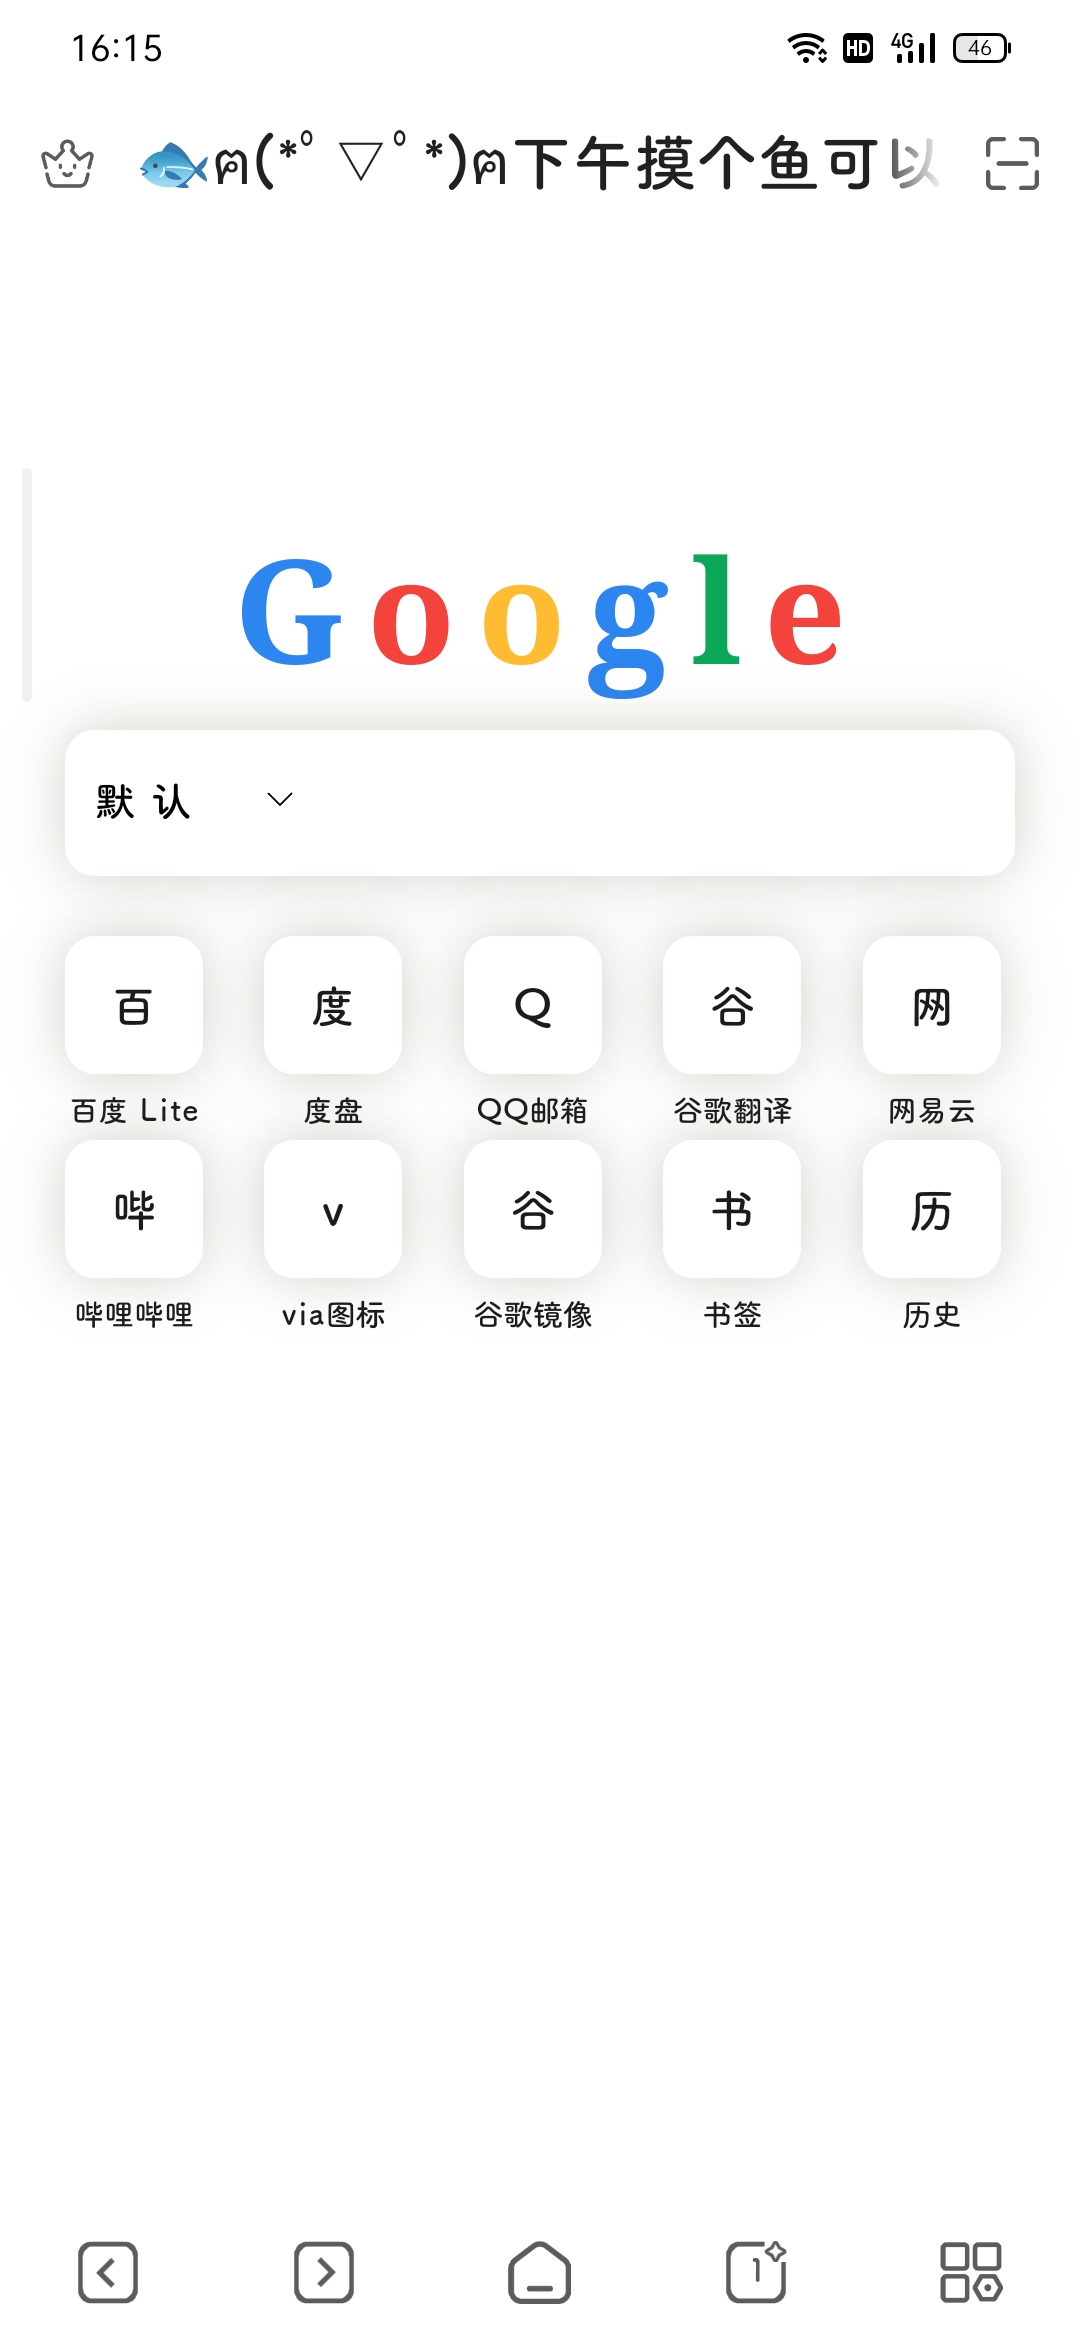 16:15 HD 4G 46
🐟ฅ(*° ▽ ° *)ฅ下午摸个鱼可以
Google
默认
百 度 Q 谷 网
百度 Lite 度盘 QQ邮箱 谷歌翻译 网易云
哔 v 谷 书 历
哔哩哔哩 via图标 谷歌镜像 书签 历史
1